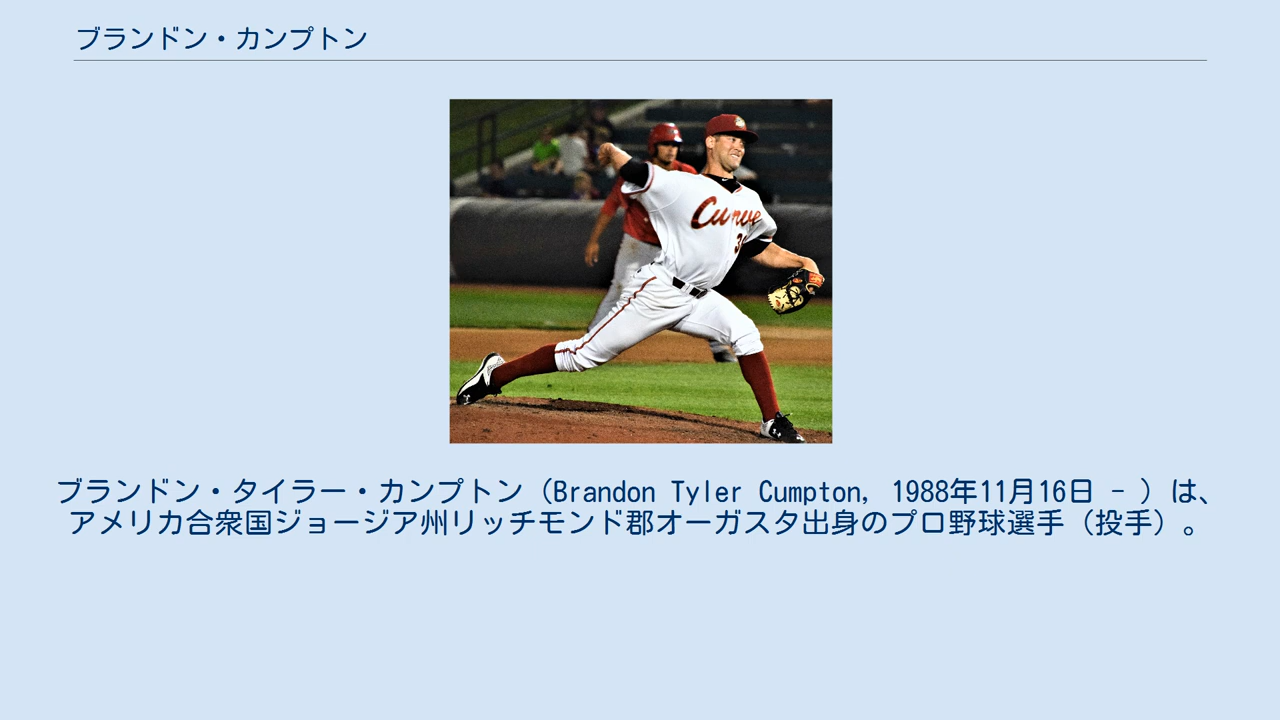 ブランドン・カンプトン
Curve
ブランドン・タイラー・カンプトン（Brandon Tyler Cumpton, 1988年11月16日 - ）は、
アメリカ合衆国ジョージア州リッチモンド郡オーガスタ出身のプロ野球選手（投手）。